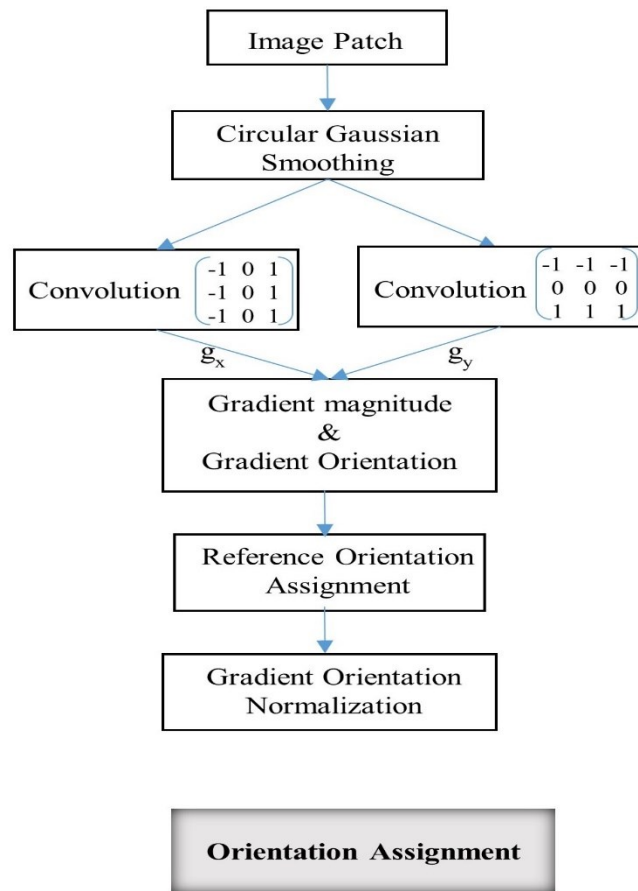 Image Patch
Circular Gaussian
Smoothing
Convolution
-1 0 1
-1 0 1
-1 0 1
Convolution
-1 -1 -1
0 0 0
1 1 1
gx
gy
Gradient magnitude
&
Gradient Orientation
Reference Orientation
Assignment
Gradient Orientation
Normalization
Orientation Assignment